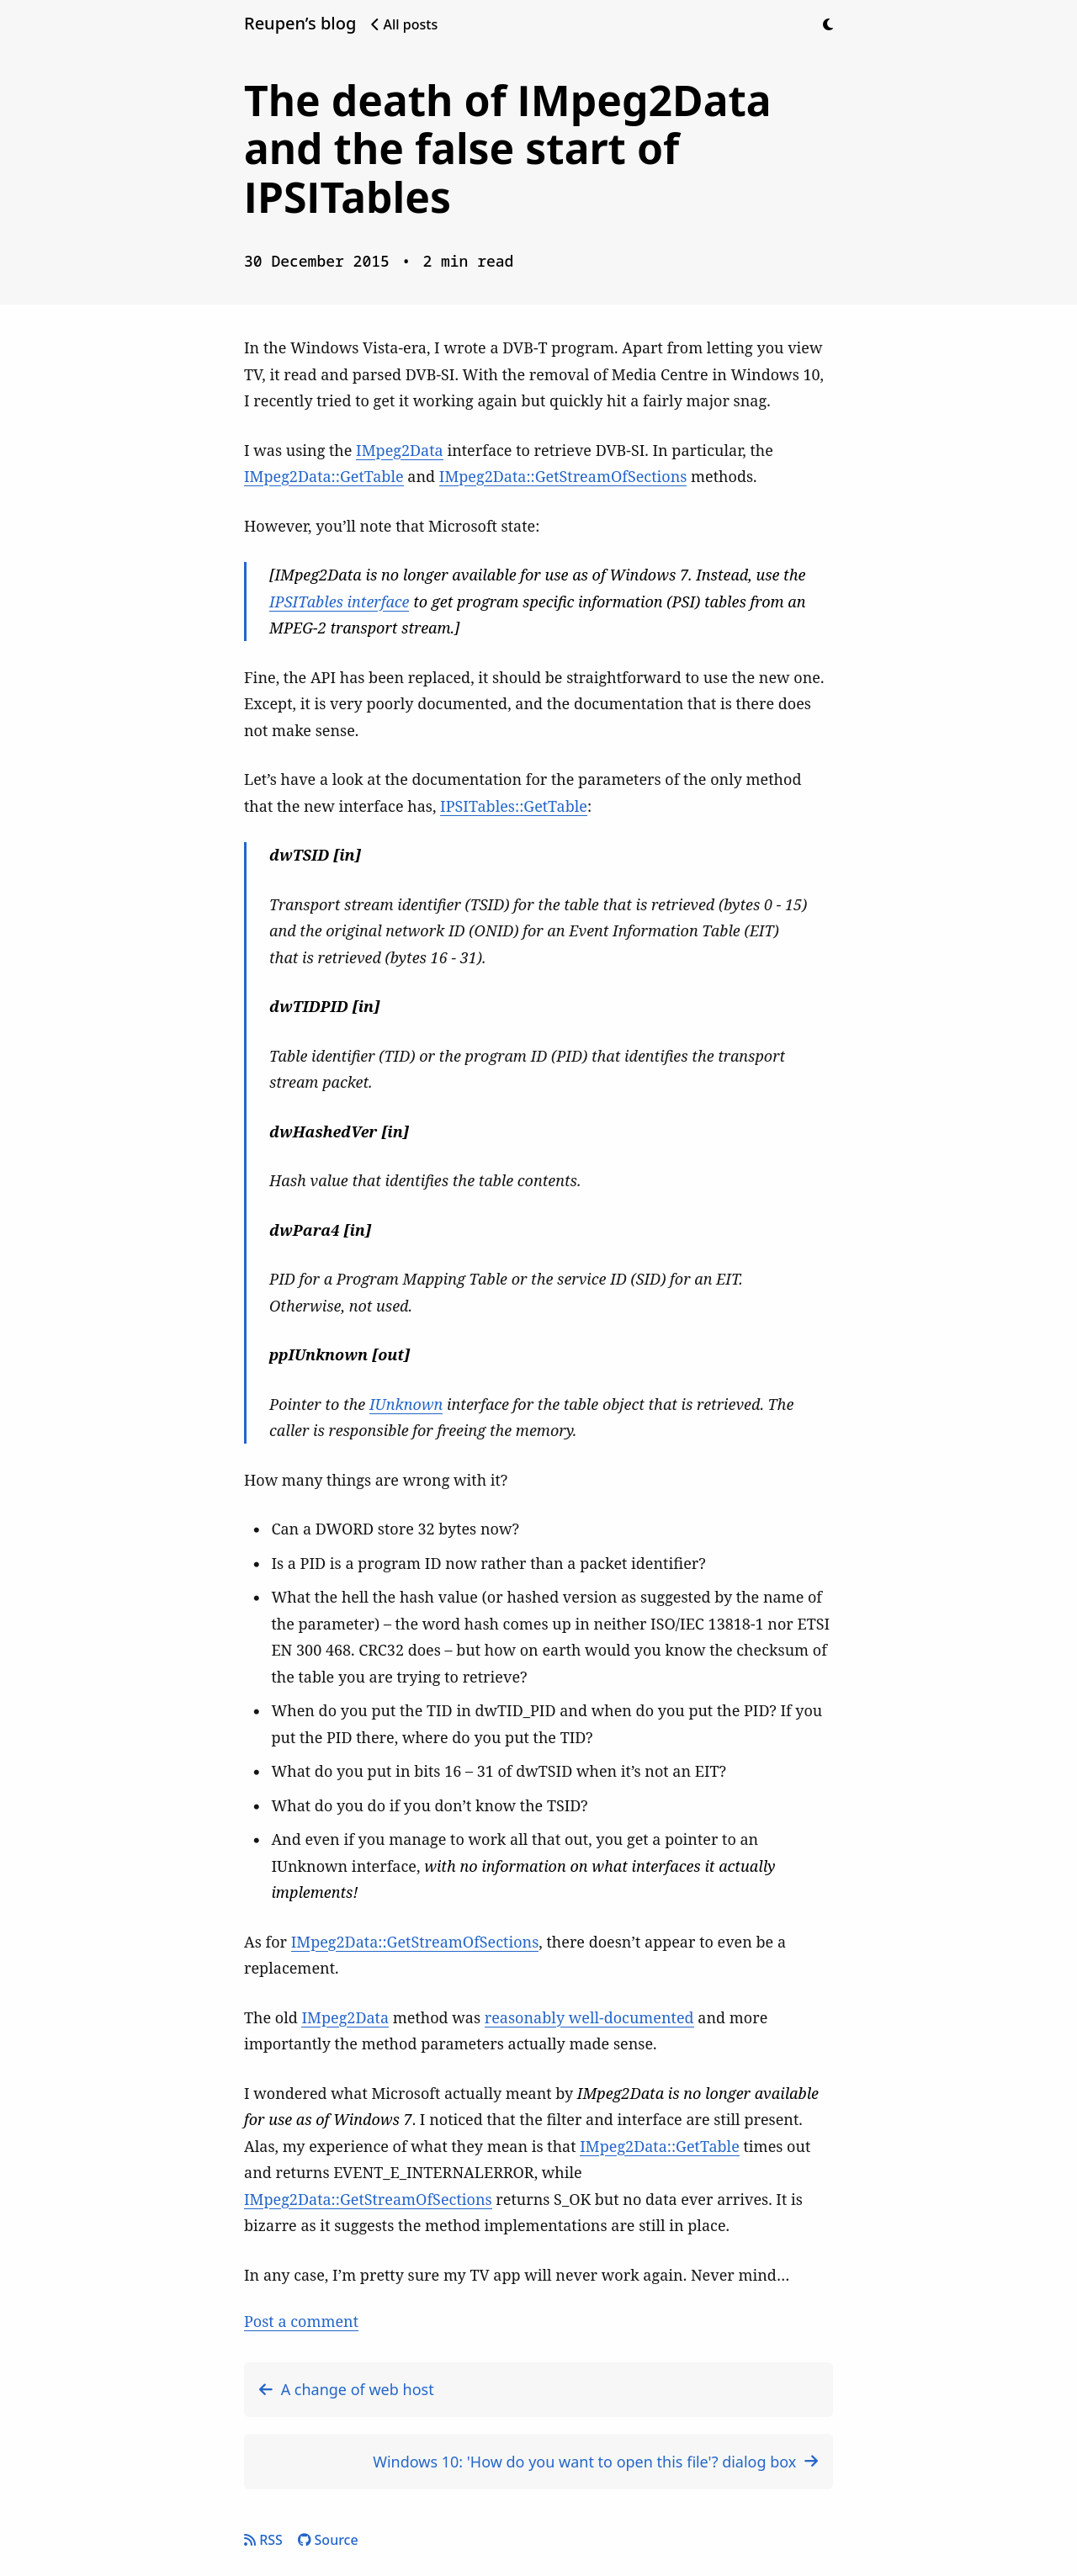 Reupen’s blog All posts
The death of IMpeg2Data
and the false start of
IPSITables
30 December 2015 • 2 min read
In the Windows Vista-era, I wrote a DVB-T program. Apart from letting you view
TV, it read and parsed DVB-SI. With the removal of Media Centre in Windows 10,
I recently tried to get it working again but quickly hit a fairly major snag.
I was using the IMpeg2Data interface to retrieve DVB-SI. In particular, the
IMpeg2Data::GetTable and IMpeg2Data::GetStreamOfSections methods.
However, you’ll note that Microsoft state:
[IMpeg2Data is no longer available for use as of Windows 7. Instead, use the
IPSITables interface to get program specific information (PSI) tables from an
MPEG-2 transport stream.]
Fine, the API has been replaced, it should be straightforward to use the new one.
Except, it is very poorly documented, and the documentation that is there does
not make sense.
Let’s have a look at the documentation for the parameters of the only method
that the new interface has, IPSITables::GetTable:
dwTSID [in]
Transport stream identifier (TSID) for the table that is retrieved (bytes 0 - 15)
and the original network ID (ONID) for an Event Information Table (EIT)
that is retrieved (bytes 16 - 31).
dwTIDPID [in]
Table identifier (TID) or the program ID (PID) that identifies the transport
stream packet.
dwHashedVer [in]
Hash value that identifies the table contents.
dwPara4 [in]
PID for a Program Mapping Table or the service ID (SID) for an EIT.
Otherwise, not used.
ppIUnknown [out]
Pointer to the IUnknown interface for the table object that is retrieved. The
caller is responsible for freeing the memory.
How many things are wrong with it?
• Can a DWORD store 32 bytes now?
• Is a PID is a program ID now rather than a packet identifier?
• What the hell the hash value (or hashed version as suggested by the name of
the parameter) – the word hash comes up in neither ISO/IEC 13818-1 nor ETSI
EN 300 468. CRC32 does – but how on earth would you know the checksum of
the table you are trying to retrieve?
• When do you put the TID in dwTID_PID and when do you put the PID? If you
put the PID there, where do you put the TID?
• What do you put in bits 16 – 31 of dwTSID when it’s not an EIT?
• What do you do if you don’t know the TSID?
• And even if you manage to work all that out, you get a pointer to an
IUnknown interface, with no information on what interfaces it actually
implements!
As for IMpeg2Data::GetStreamOfSections, there doesn’t appear to even be a
replacement.
The old IMpeg2Data method was reasonably well-documented and more
importantly the method parameters actually made sense.
I wondered what Microsoft actually meant by IMpeg2Data is no longer available
for use as of Windows 7. I noticed that the filter and interface are still present.
Alas, my experience of what they mean is that IMpeg2Data::GetTable times out
and returns EVENT_E_INTERNALERROR, while
IMpeg2Data::GetStreamOfSections returns S_OK but no data ever arrives. It is
bizarre as it suggests the method implementations are still in place.
In any case, I’m pretty sure my TV app will never work again. Never mind…
Post a comment
A change of web host
Windows 10: 'How do you want to open this file'? dialog box
RSS Source